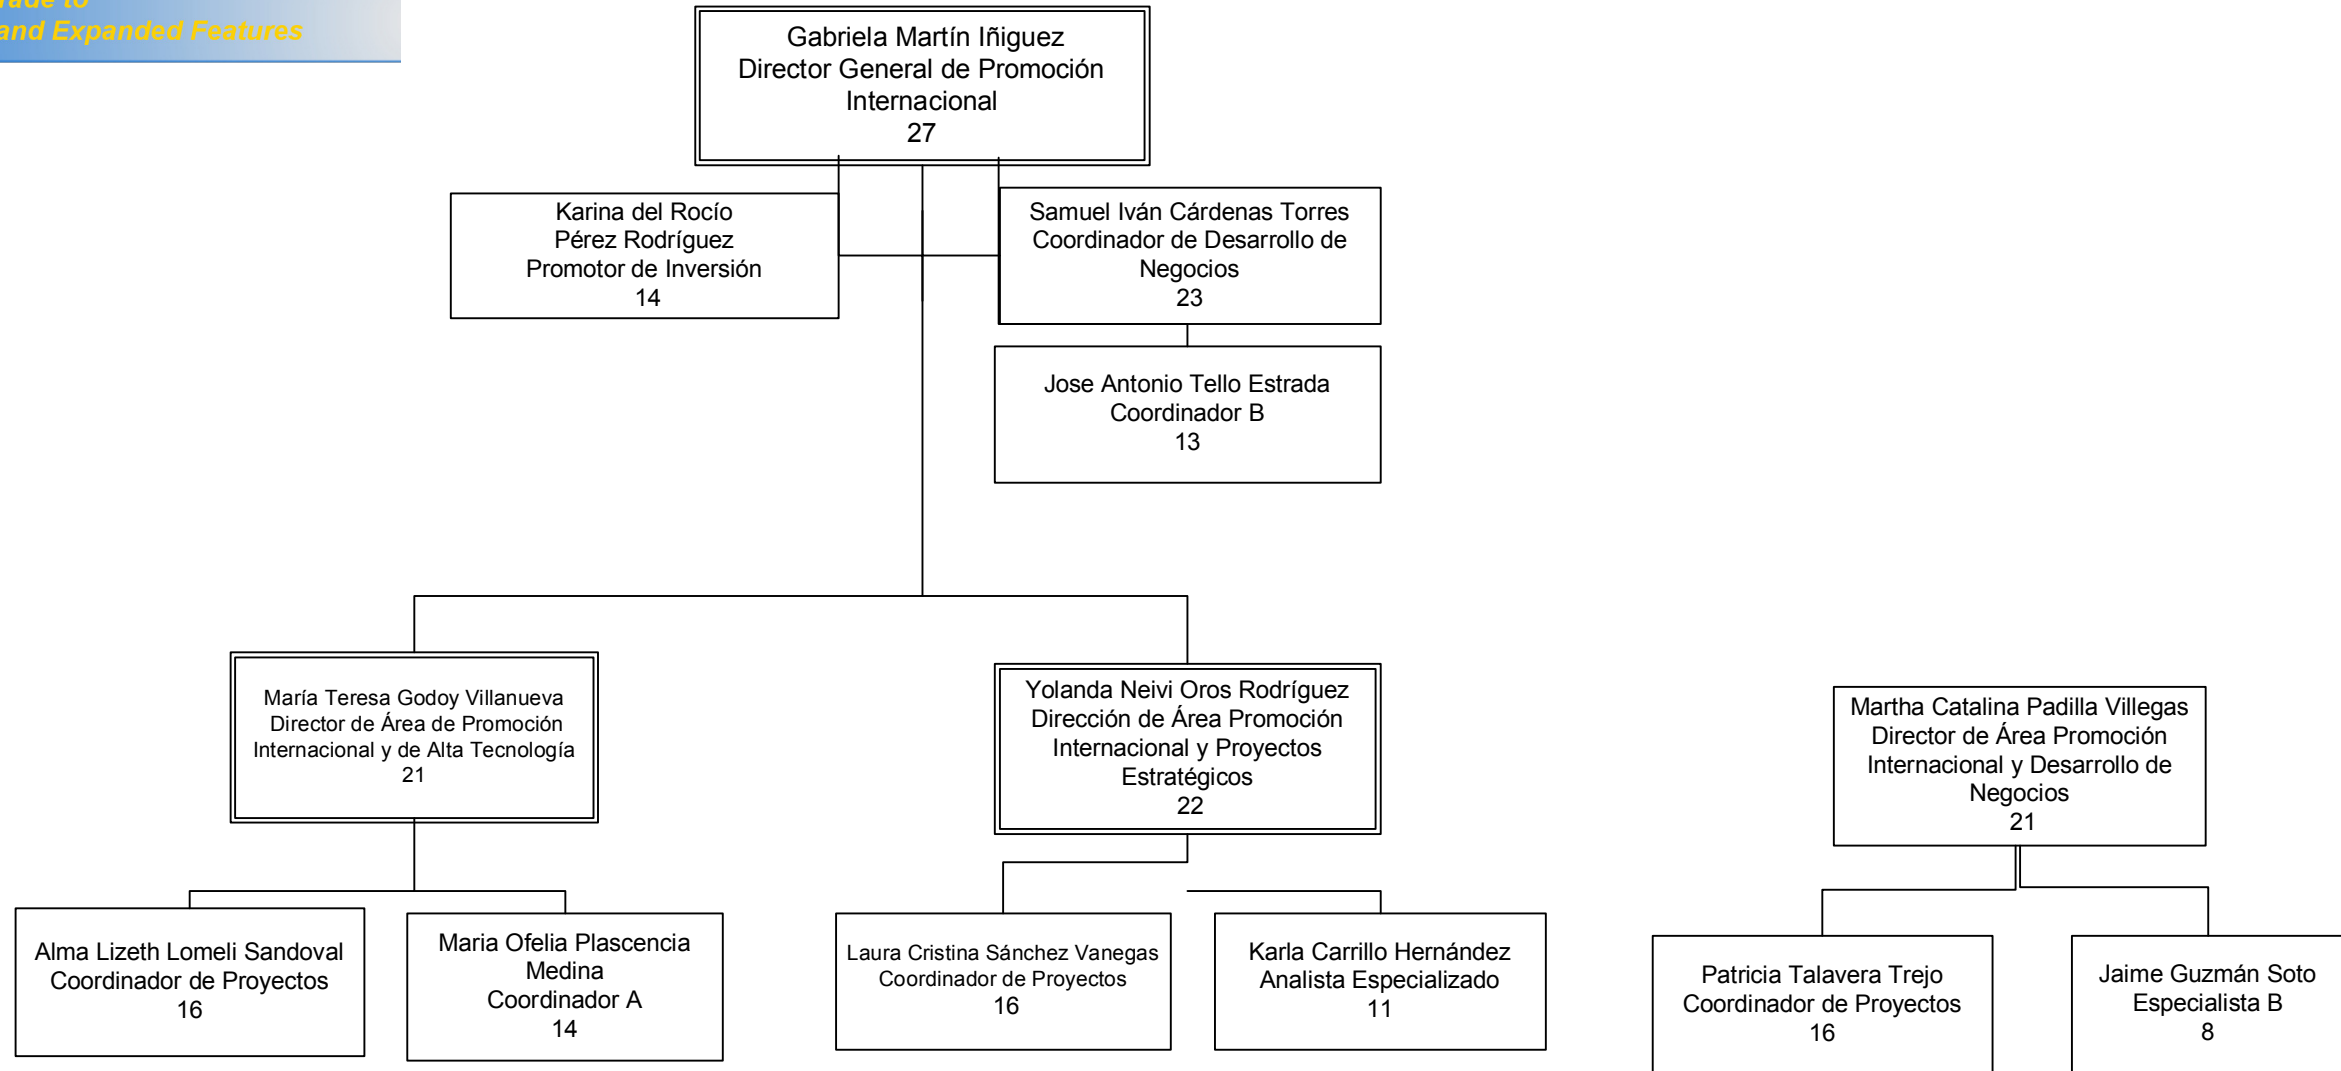 and Expanded Features
Gabriela Martín Iñiguez
Director General de Promoción
Internacional
27
Karina del Rocío
Pérez Rodríguez
Promotor de Inversión
14
Samuel Iván Cárdenas Torres
Coordinador de Desarrollo de
Negocios
23
Jose Antonio Tello Estrada
Coordinador B
13
María Teresa Godoy Villanueva
Director de Área de Promoción
Internacional y de Alta Tecnología
21
Yolanda Neivi Oros Rodríguez
Dirección de Área Promoción
Internacional y Proyectos
Estratégicos
22
Martha Catalina Padilla Villegas
Director de Área Promoción
Internacional y Desarrollo de
Negocios
21
Alma Lizeth Lomeli Sandoval
Coordinador de Proyectos
16
Maria Ofelia Plascencia
Medina
Coordinador A
14
Laura Cristina Sánchez Vanegas
Coordinador de Proyectos
16
Karla Carrillo Hernández
Analista Especializado
11
Patricia Talavera Trejo
Coordinador de Proyectos
16
Jaime Guzmán Soto
Especialista B
8